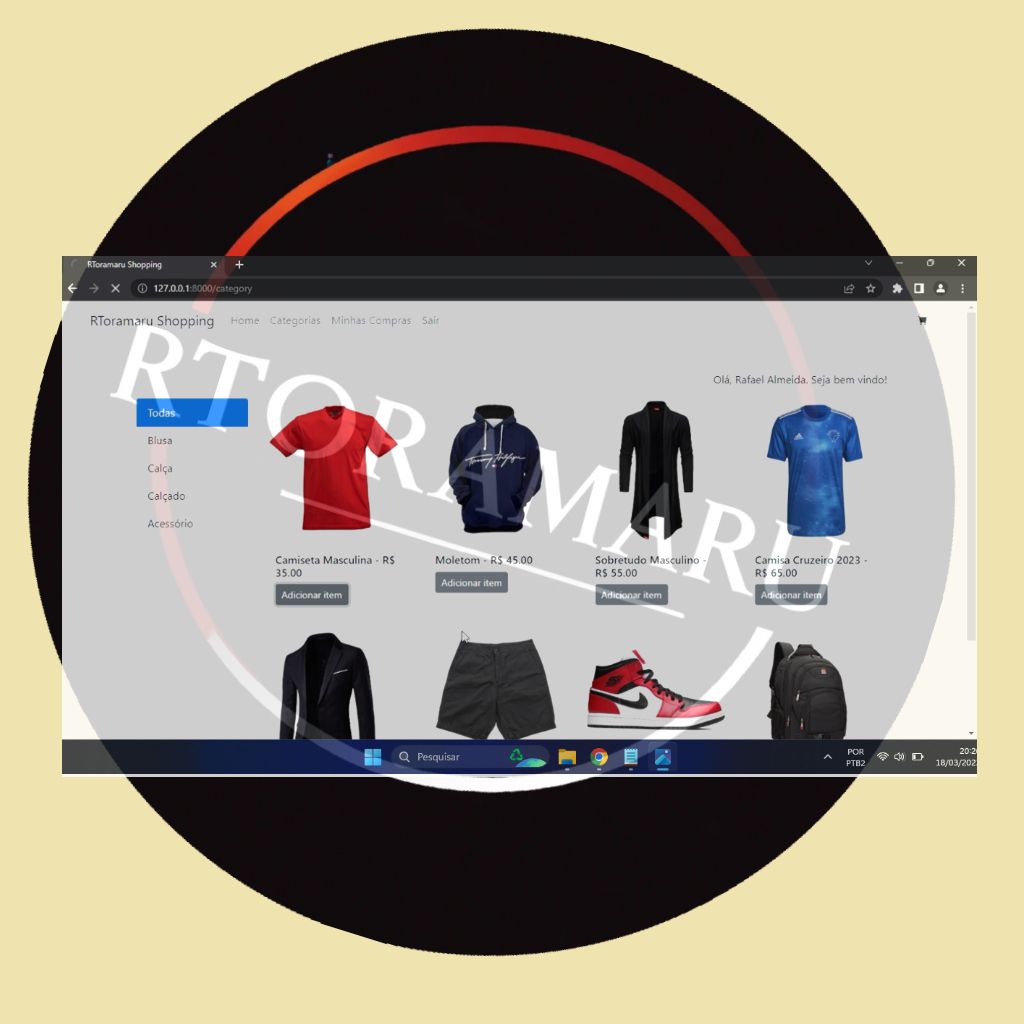 RToramaru Shopping
127.0.0.1:8000/category
RToramaru Shopping Home Categorias Minhas Compras Sair
RTORAMARU
Olá, Rafael Almeida. Seja bem vindo!
Todas
Blusa
Calça
Calçado
Acessório
Tommy Hilfiger
adidas
Camiseta Masculina - R$
35.00
Adicionar item
Moletom - R$ 45.00
Adicionar item
Sobretudo Masculino -
R$ 55.00
Adicionar item
Camisa Cruzeiro 2023 -
R$ 65.00
Adicionar item
Pesquisar
POR
PTB2
20:2
18/03/202